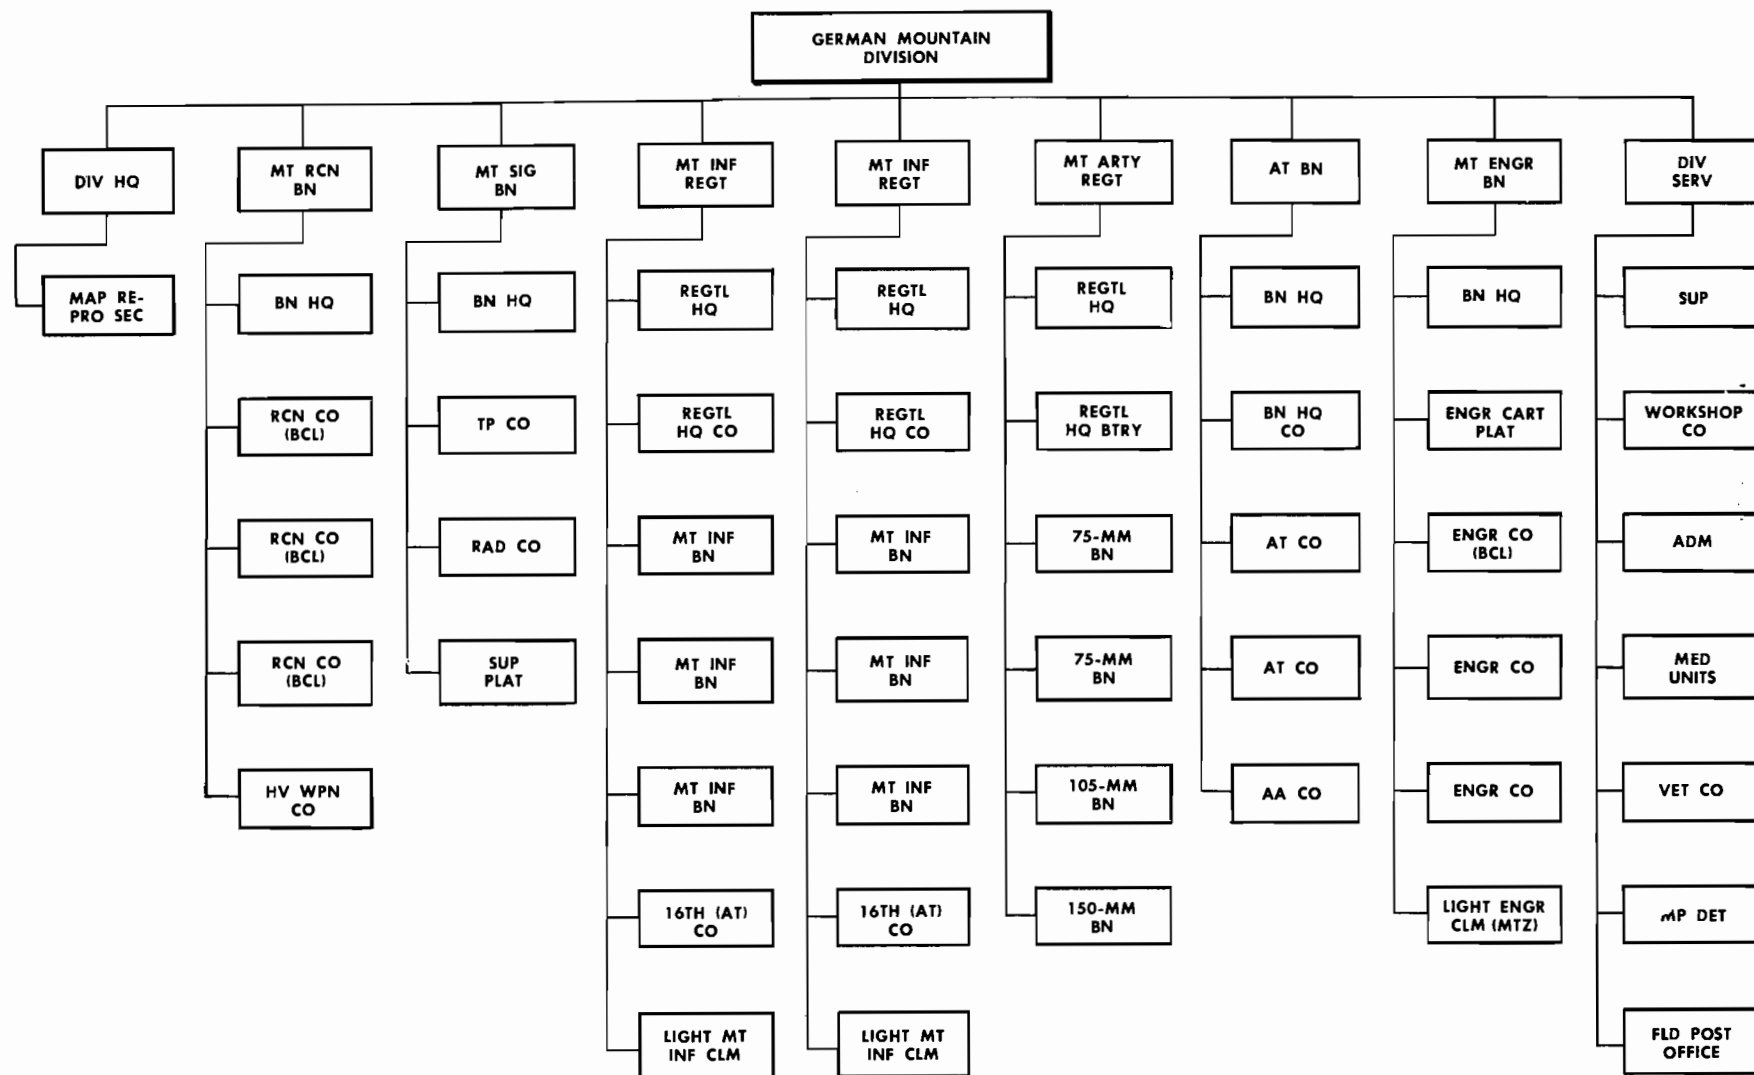 GERMAN MOUNTAIN
DIVISION
DIV HQ
MAP RE-
PRO SEC
MT RCN
BN
BN HQ
RCN CO
(BCL)
RCN CO
(BCL)
RCN CO
(BCL)
HV WPN
CO
MT SIG
BN
BN HQ
TP CO
RAD CO
SUP
PLAT
MT INF
REGT
REGTL
HQ
REGTL
HQ CO
MT INF
BN
MT INF
BN
MT INF
BN
16TH (AT)
CO
LIGHT MT
INF CLM
MT INF
REGT
REGTL
HQ
REGTL
HQ CO
MT INF
BN
MT INF
BN
MT INF
BN
16TH (AT)
CO
LIGHT MT
INF CLM
MT ARTY
REGT
REGTL
HQ
REGTL
HQ BTRY
75-MM
BN
75-MM
BN
105-MM
BN
150-MM
BN
AT BN
BN HQ
BN HQ
CO
AT CO
AT CO
AA CO
MT ENGR
BN
BN HQ
ENGR CART
PLAT
ENGR CO
(BCL)
ENGR CO
ENGR CO
LIGHT ENGR
CLM (MTZ)
DIV
SERV
SUP
WORKSHOP
CO
ADM
MED
UNITS
VET CO
MP DET
FLD POST
OFFICE